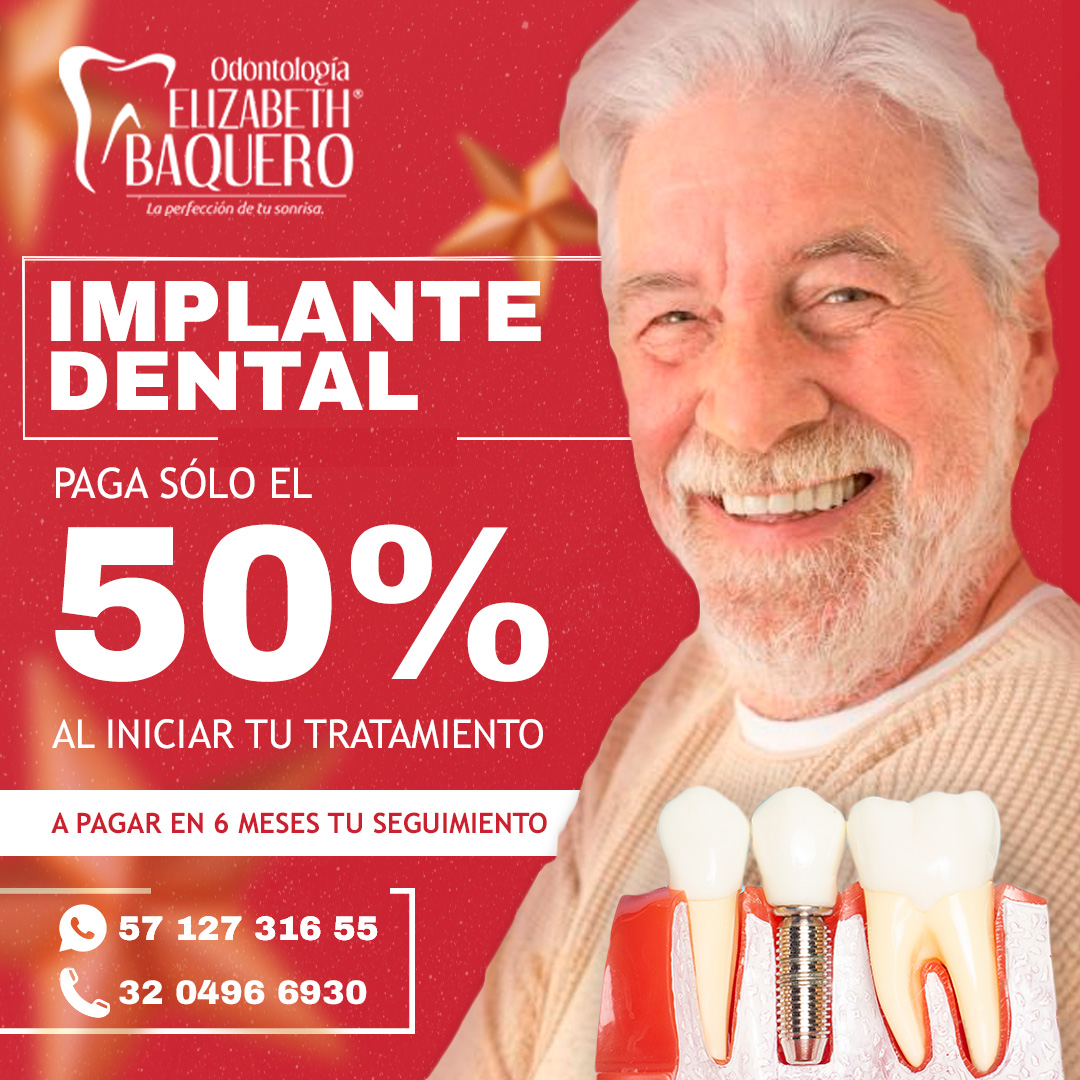 Odontología
ELIZABETH®
BAQUERO
La perfección de tu sonrisa.
IMPLANTE
DENTAL
PAGA SÓLO EL
50%
AL INICIAR TU TRATAMIENTO
A PAGAR EN 6 MESES TU SEGUIMIENTO
57 127 316 55
32 0496 6930